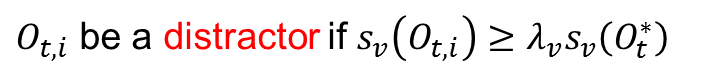 O_{t,i} be a distractor if s_v(O_{t,i}) ≥ λ_v s_v(O_t^*)